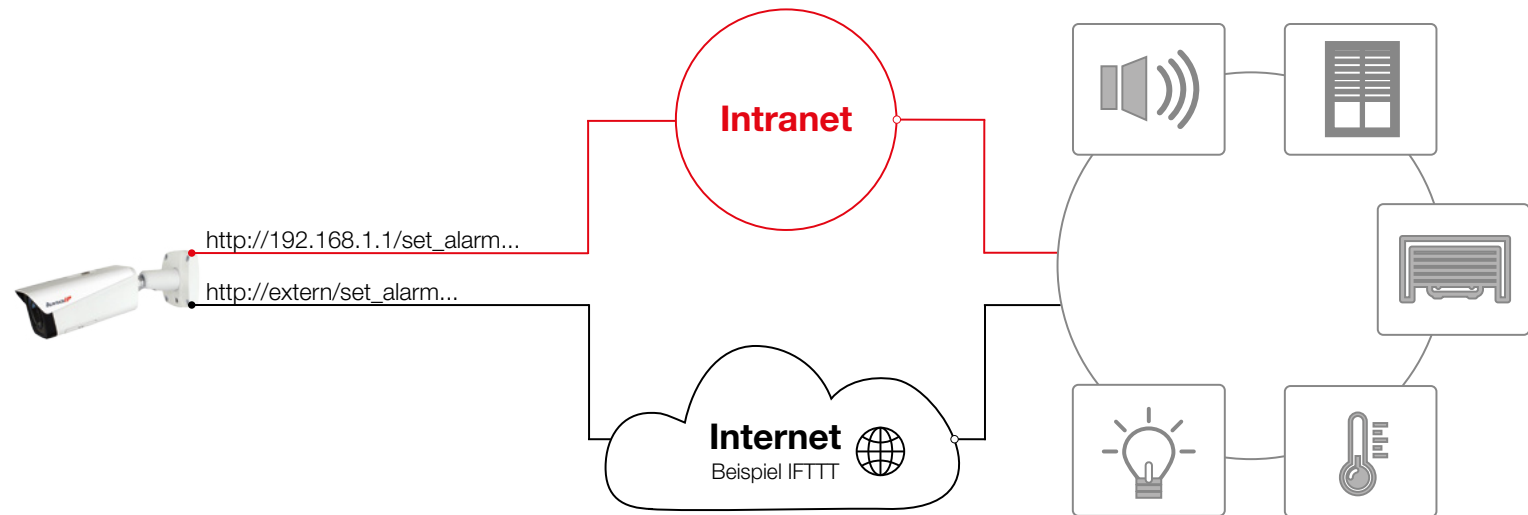 Intranet
http://192.168.1.1/set_alarm...
http://extern/set_alarm...
Internet
Beispiel IFTTT